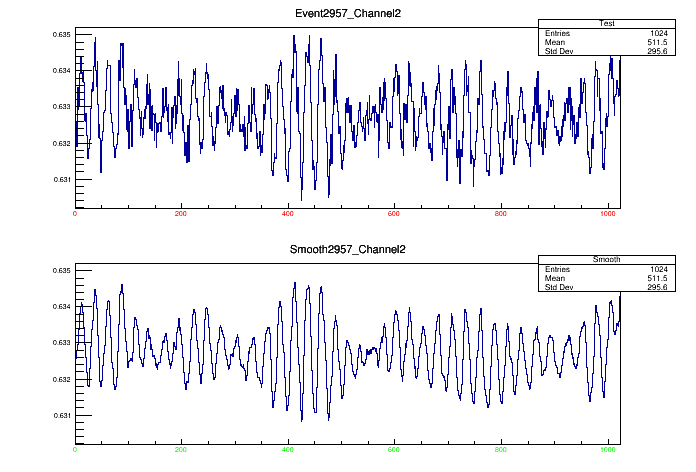 Event2957_Channel2
Test
Entries 1024
Mean 511.5
Std Dev 295.6
0.635
0.634
0.633
0.632
0.631
0 200 400 600 800 1000
Smooth2957_Channel2
Smooth
Entries 1024
Mean 511.5
Std Dev 295.6
0.635
0.634
0.633
0.632
0.631
0 200 400 600 800 1000